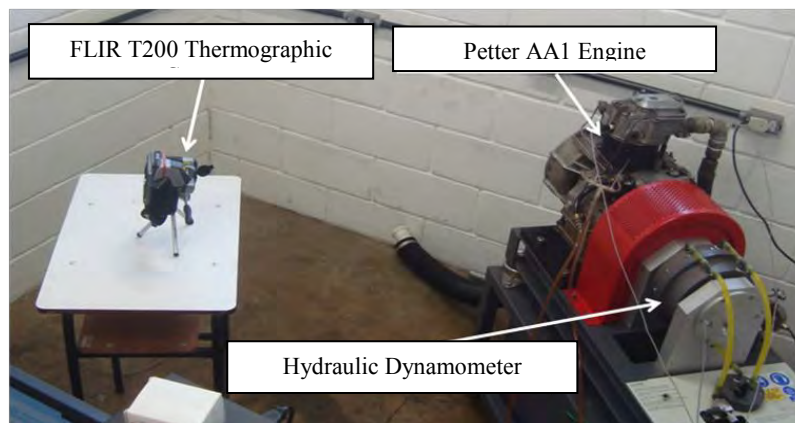 FLIR T200 Thermographic
Petter AA1 Engine
Hydraulic Dynamometer